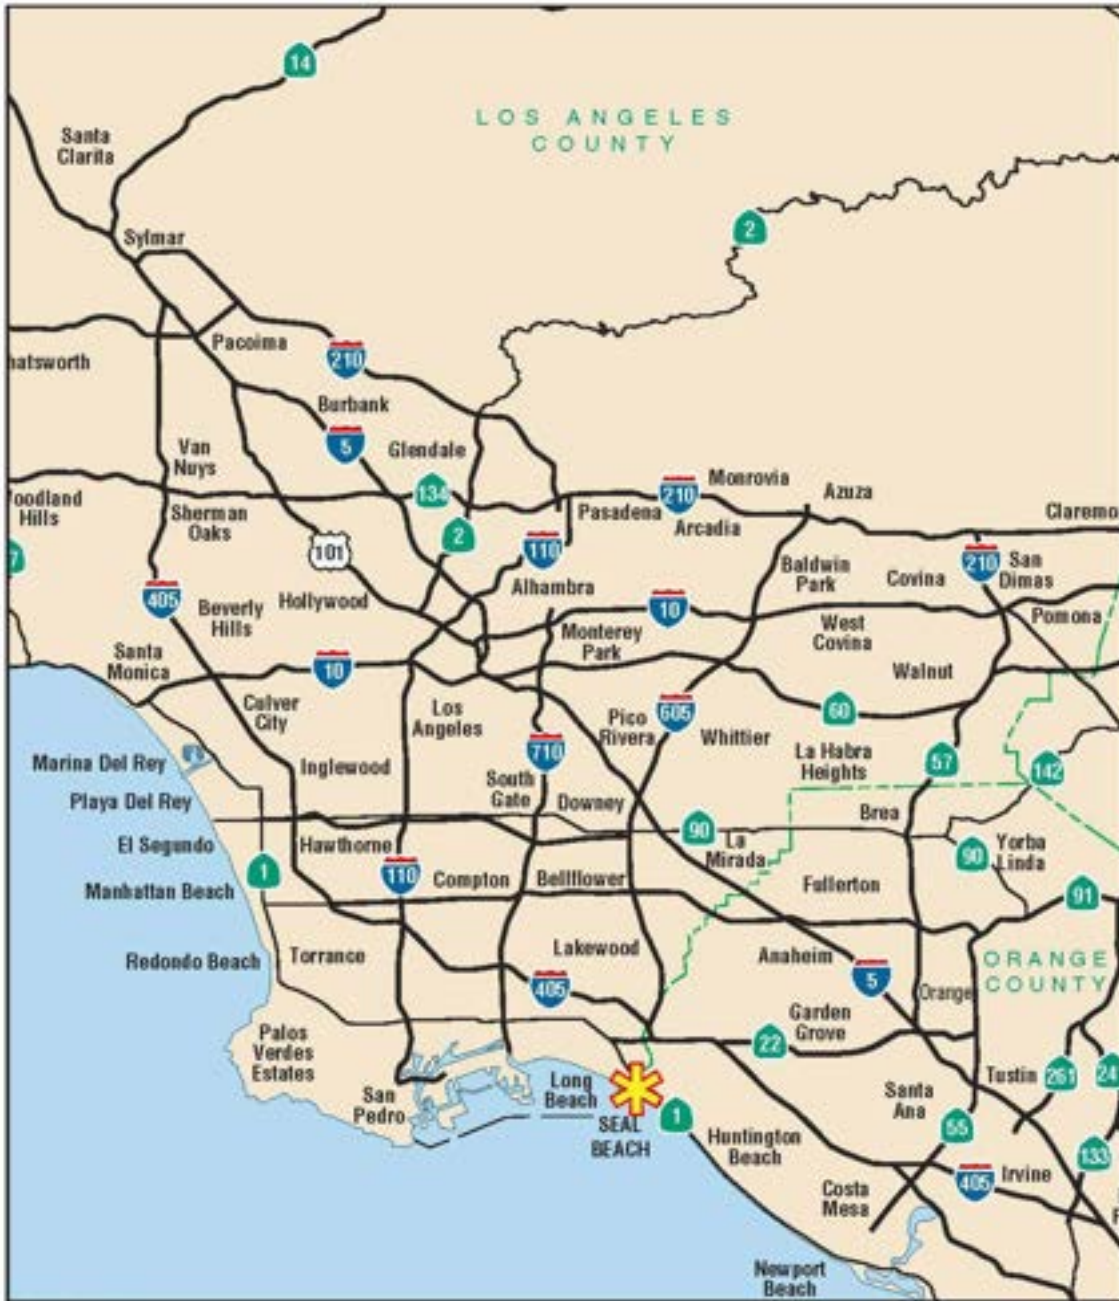 14
LOS ANGELES
COUNTY
Santa
Clarita
2
Sylmar
Pacoima
hatsworth
210
Burbank
5
Glendale
Van
Nuys
134
210
Monrovia
Azuza
oodland
Hills
Sherman
Oaks
Pasadena
Arcadia
Claremo
7
101
2
110
Baldwin
Park
Covina
210
San
Dimas
405
Beverly
Hills
Hollywood
Alhambra
10
Monterey
Park
West
Covina
Pomona
Santa
Monica
10
Walnut
Culver
City
Los
Angeles
Pico
Rivera
605
Whittier
60
Marina Del Rey
Inglewood
710
La Habra
Heights
57
142
Playa Del Rey
South
Gate
Downey
El Segundo
Hawthorne
90
La
Mirada
Brea
90
Yorba
Linda
1
Manhattan Beach
110
Compton
Bellflower
Fullerton
91
Redondo Beach
Torrance
Lakewood
Anaheim
5
ORANGE
COUNTY
405
Orange
Palos
Verdes
Estates
22
Garden
Grove
San
Pedro
Long
Beach
SEAL
BEACH
1
Huntington
Beach
Santa
Ana
55
Tustin
261
24
133
Costa
Mesa
405
Irvine
Newport
Beach